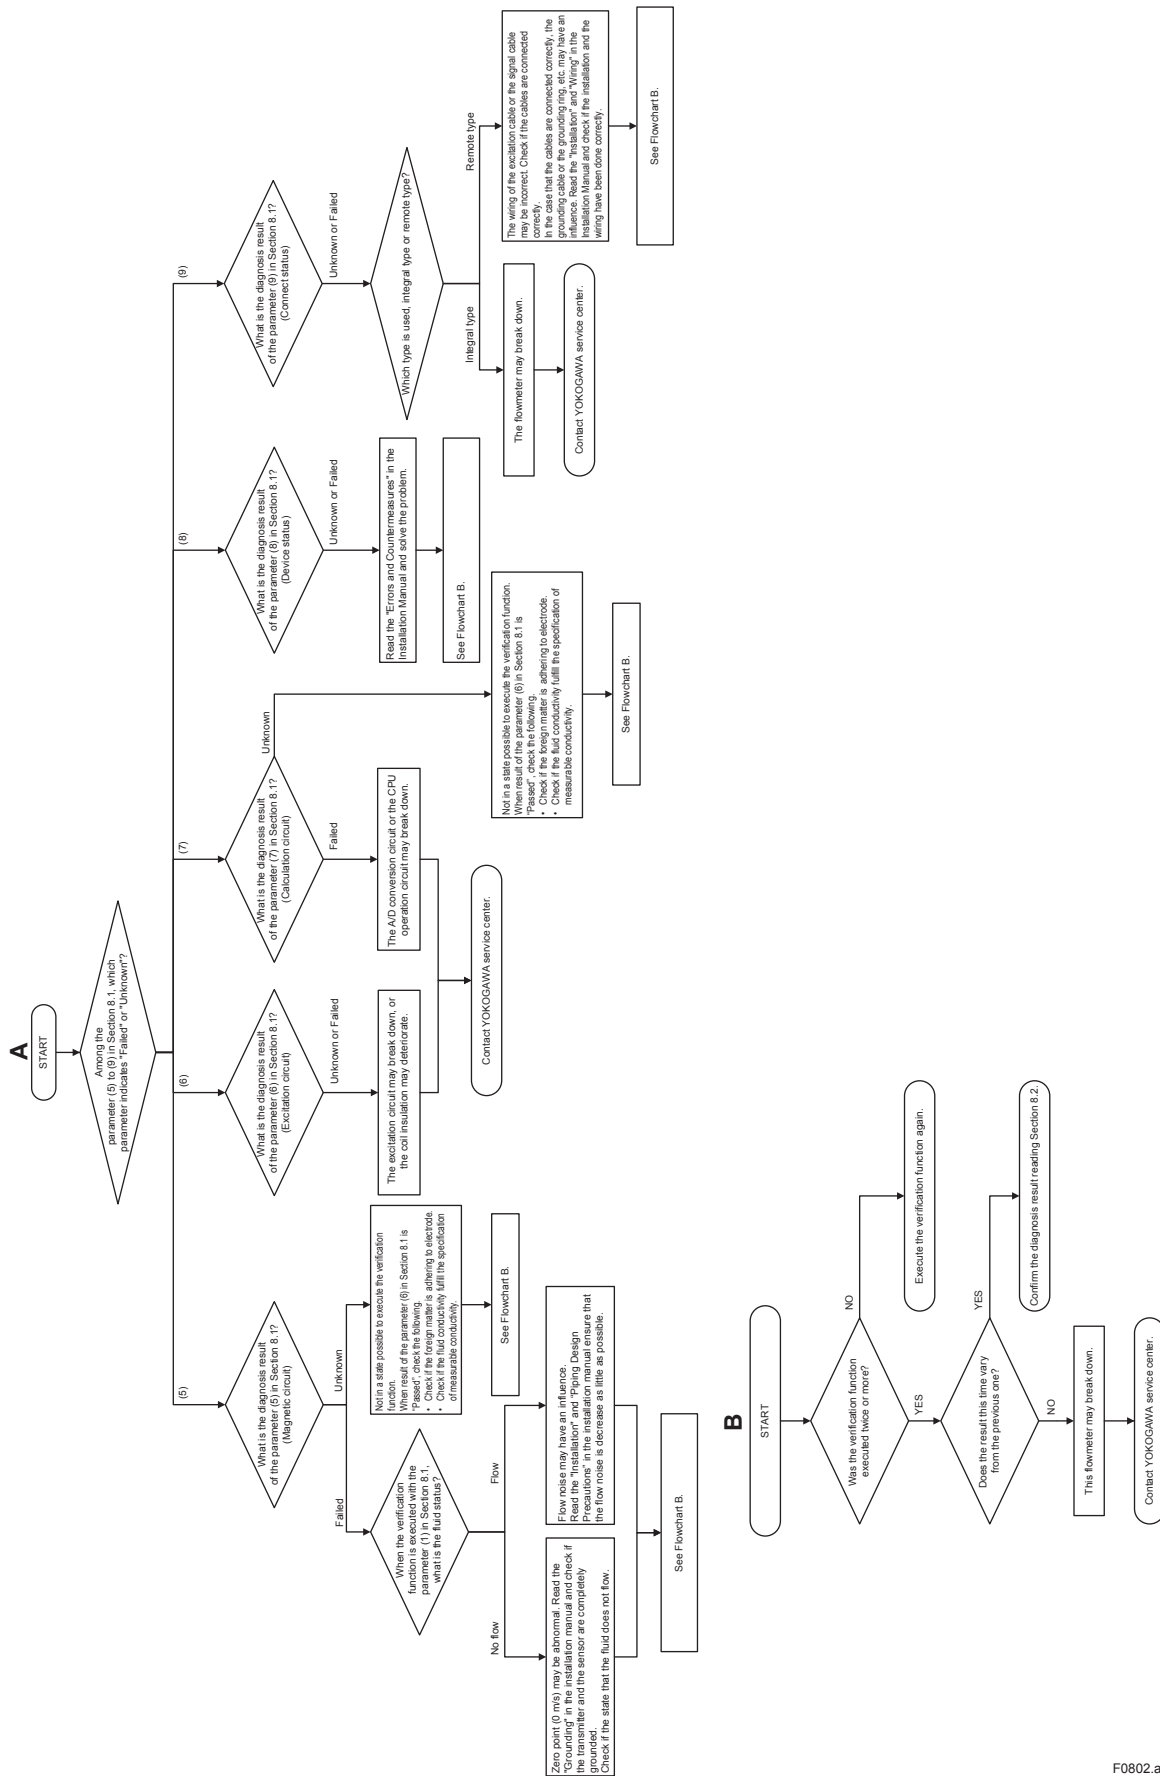 A
START
Among the
parameter (5) to (9) in Section 8.1, which
parameter indicates "Failed" or "Unknown"?
(5)
What is the diagnosis result
of the parameter (5) in Section 8.1?
(Magnetic circuit)
Failed
Unknown
When the verification
function is executed with the
parameter (1) in Section 8.1,
what is the fluid status?
No flow
Flow
Zero point (0 m/s) may be abnormal. Read the
"Grounding" in the installation manual and check if
the transmitter and the sensor are completely
grounded.
Check if the state that the fluid does not flow.
Flow noise may have an influence.
Read the "Installation" and "Piping Design
Precautions" in the installation manual ensure that
the flow noise is decrease as little as possible.
See Flowchart B.
Not in a state possible to execute the verification
function.
When result of the parameter (6) in Section 8.1 is
"Passed", check the following.
• Check if the foreign matter is adhering to electrode.
• Check if the fluid conductivity fulfill the specification
of measurable conductivity.
See Flowchart B.
(6)
What is the diagnosis result
of the parameter (6) in Section 8.1?
(Excitation circuit)
Unknown or Failed
The excitation circuit may break down, or
the coil insulation may deteriorate.
(7)
What is the diagnosis result
of the parameter (7) in Section 8.1?
(Calculation circuit)
Failed
Unknown
The A/D conversion circuit or the CPU
operation circuit may break down.
Contact YOKOGAWA service center.
Not in a state possible to execute the verification function.
When result of the parameter (6) in Section 8.1 is
"Passed", check the following.
• Check if the foreign matter is adhering to electrode.
• Check if the fluid conductivity fulfill the specification of
measurable conductivity.
See Flowchart B.
(8)
What is the diagnosis result
of the parameter (8) in Section 8.1?
(Device status)
Unknown or Failed
Read the "Errors and Countermeasures" in the
Installation Manual and solve the problem.
See Flowchart B.
(9)
What is the diagnosis result
of the parameter (9) in Section 8.1?
(Connect status)
Unknown or Failed
Which type is used, integral type or remote type?
Integral type
Remote type
The flowmeter may break down.
Contact YOKOGAWA service center.
The wiring of the excitation cable or the signal cable
may be incorrect. Check if the cables are connected
correctly.
In the case that the cables are connected correctly, the
grounding cable or the grounding ring, etc. may have an
influence. Read the "Installation" and "Wiring" in the
Installation Manual and check if the installation and the
wiring have been done correctly.
See Flowchart B.
B
START
Was the verification function
executed twice or more?
NO
YES
Execute the verification function again.
Does the result this time vary
from the previous one?
YES
NO
Confirm the diagnosis result reading Section 8.2.
This flowmeter may break down.
Contact YOKOGAWA service center.
F0802.a